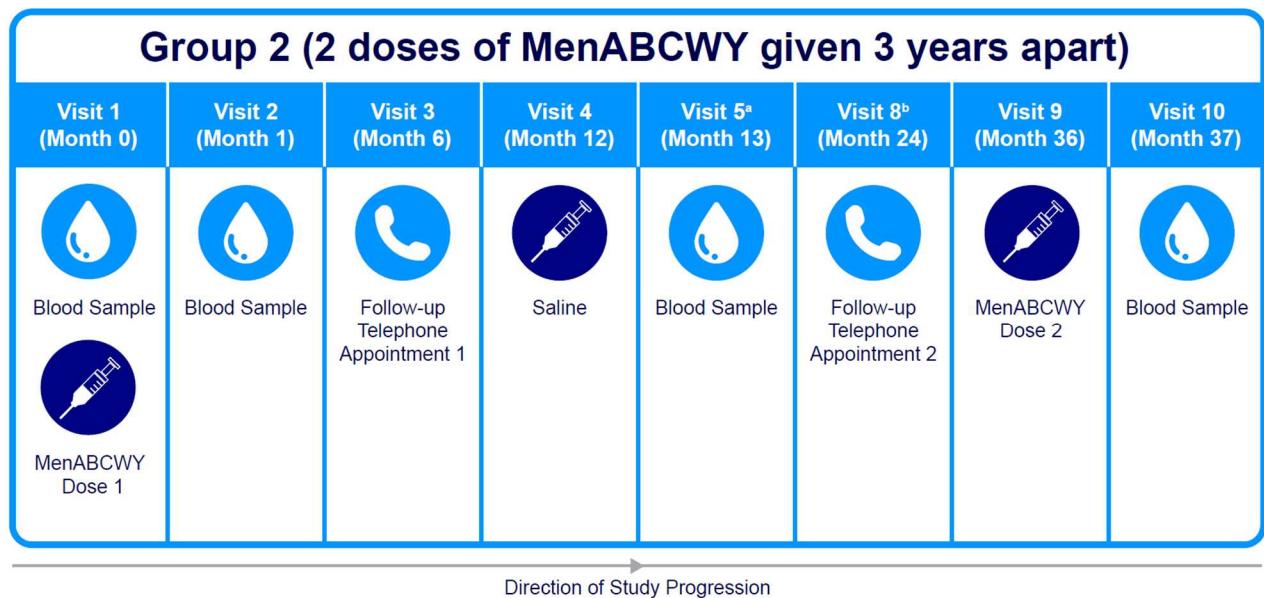 Group 2 (2 doses of MenABCWY given 3 years apart)
Visit 1
(Month 0)
Visit 2
(Month 1)
Visit 3
(Month 6)
Visit 4
(Month 12)
Visit 5ᵃ
(Month 13)
Visit 8ᵇ
(Month 24)
Visit 9
(Month 36)
Visit 10
(Month 37)
Blood Sample
MenABCWY
Dose 1
Blood Sample
Follow-up
Telephone
Appointment 1
Saline
Blood Sample
Follow-up
Telephone
Appointment 2
MenABCWY
Dose 2
Blood Sample
Direction of Study Progression